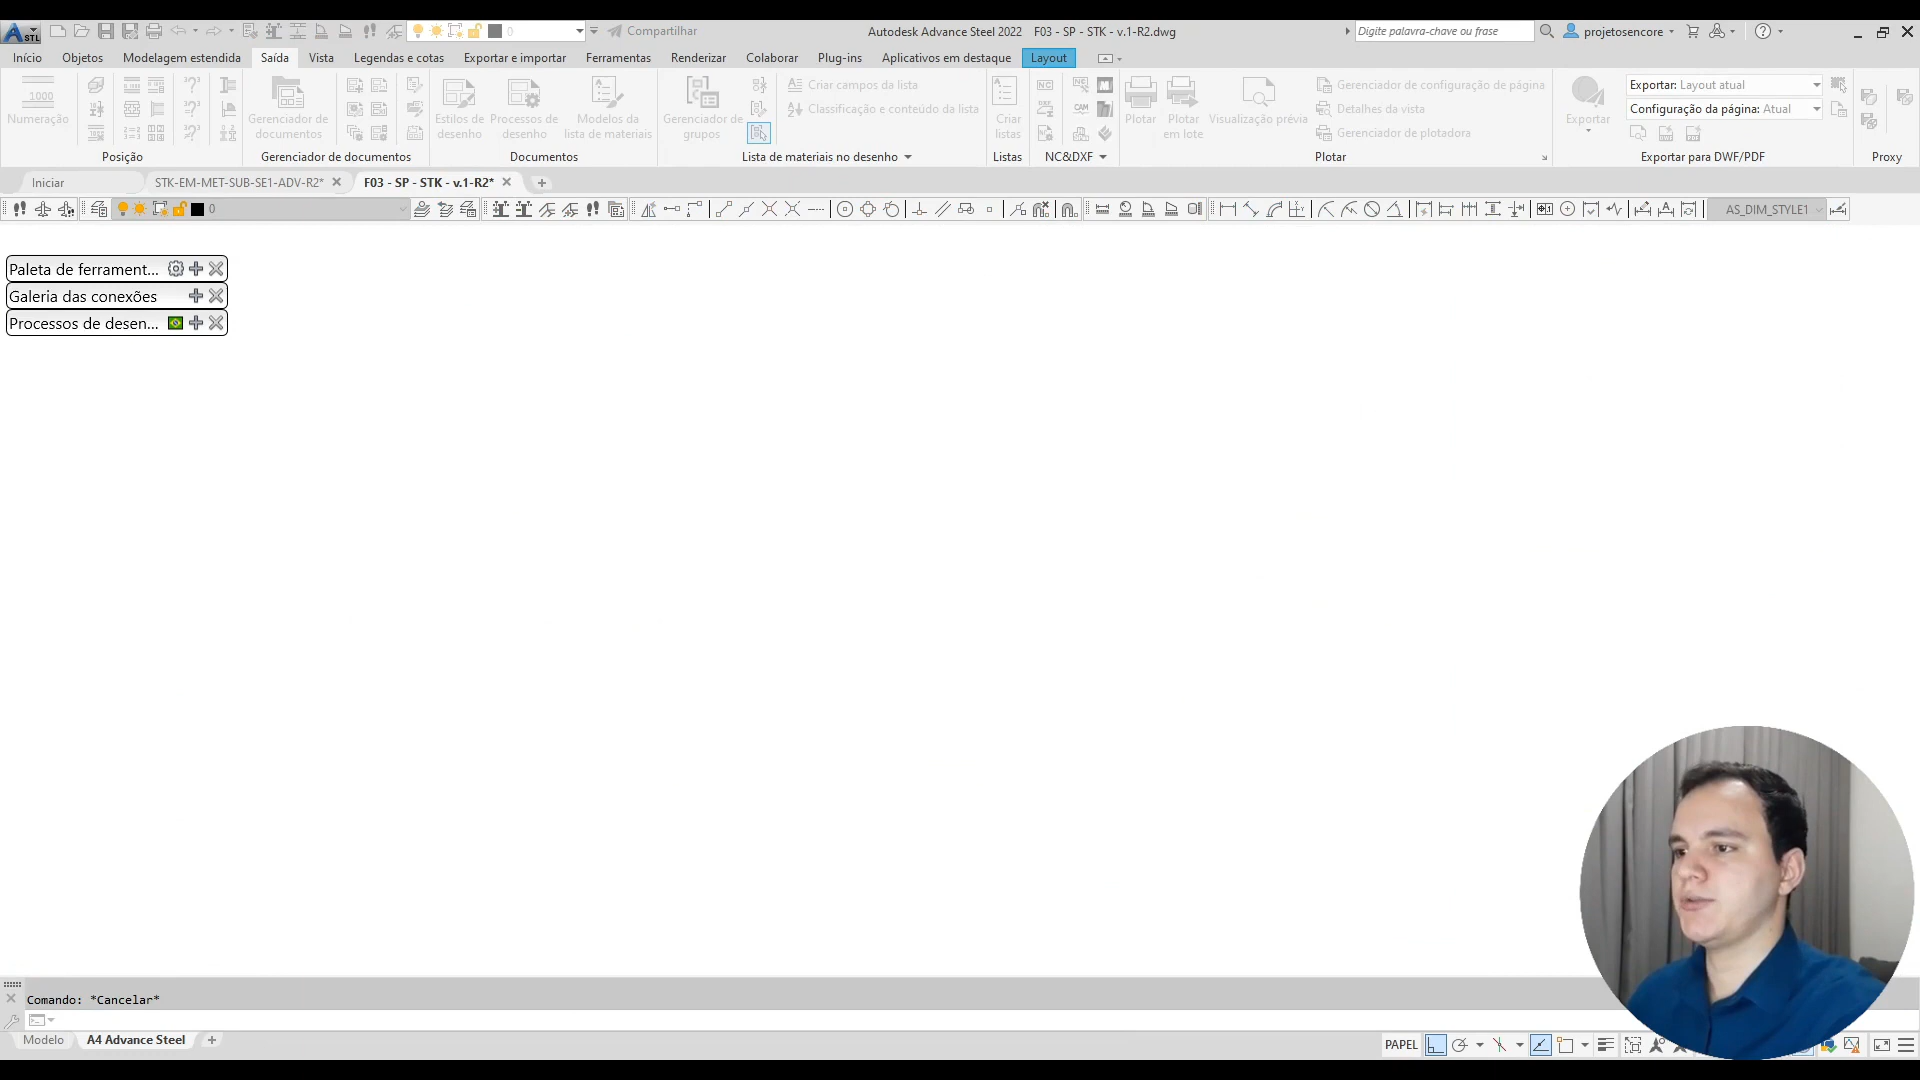 Compartilhar
Autodesk Advance Steel 2022 F03 - SP - STK - v.1-R2.dwg
Digite palavra-chave ou frase
projetosencore
STL
0
Início Objetos Modelagem estendida Saída Vista Legendas e cotas Exportar e importar Ferramentas Renderizar Colaborar Plug-ins Aplicativos em destaque Layout
1000
Numeração
Gerenciador de documentos
Estilos de desenho
Processos de desenho
Modelos da lista de materiais
Gerenciador de grupos
Criar campos da lista
Classificação e conteúdo da lista
Criar listas
NC
CAM
Plotar
Plotar em lote
Visualização prévia
Gerenciador de configuração de página
Detalhes da vista
Gerenciador de plotadora
Exportar
Exportar: Layout atual
Configuração da página: Atual
Posição Gerenciador de documentos Documentos Lista de materiais no desenho Listas NC&DXF Plotar Exportar para DWF/PDF Proxy
Iniciar STK-EM-MET-SUB-SE1-ADV-R2* F03 - SP - STK - v.1-R2*
0
AS_DIM_STYLE1
Paleta de ferrament...
Galeria das conexões
Processos de desen...
Comando: *Cancelar*
Modelo A4 Advance Steel
PAPEL